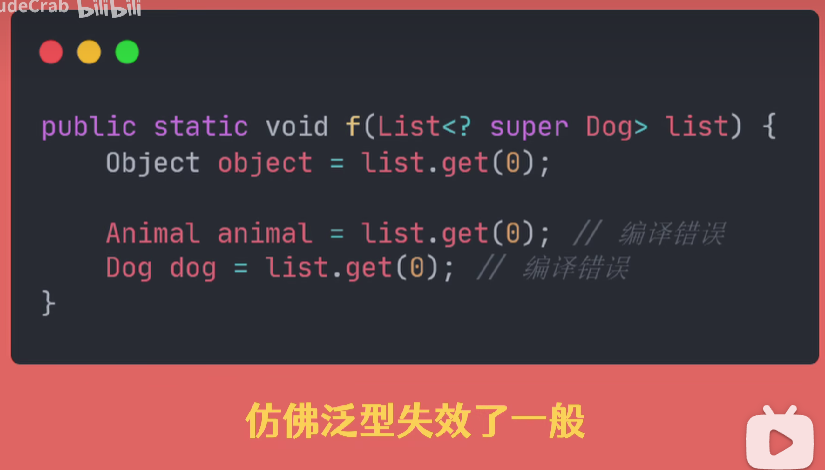 udeCrab bilibili
public static void f(List<? super Dog> list) {
Object object = list.get(0);
Animal animal = list.get(0); // 编译错误
Dog dog = list.get(0); // 编译错误
}
仿佛泛型失效了一般